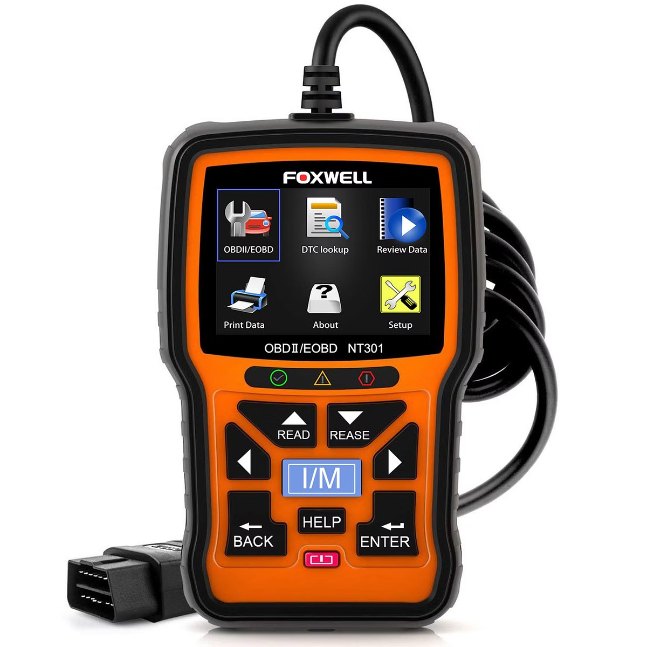 FOXWELL
OBDII/EOBD DTC lookup Review Data
?
Print Data About Setup
OBDII/EOBD NT301
READ REASE
I/M
BACK HELP ENTER